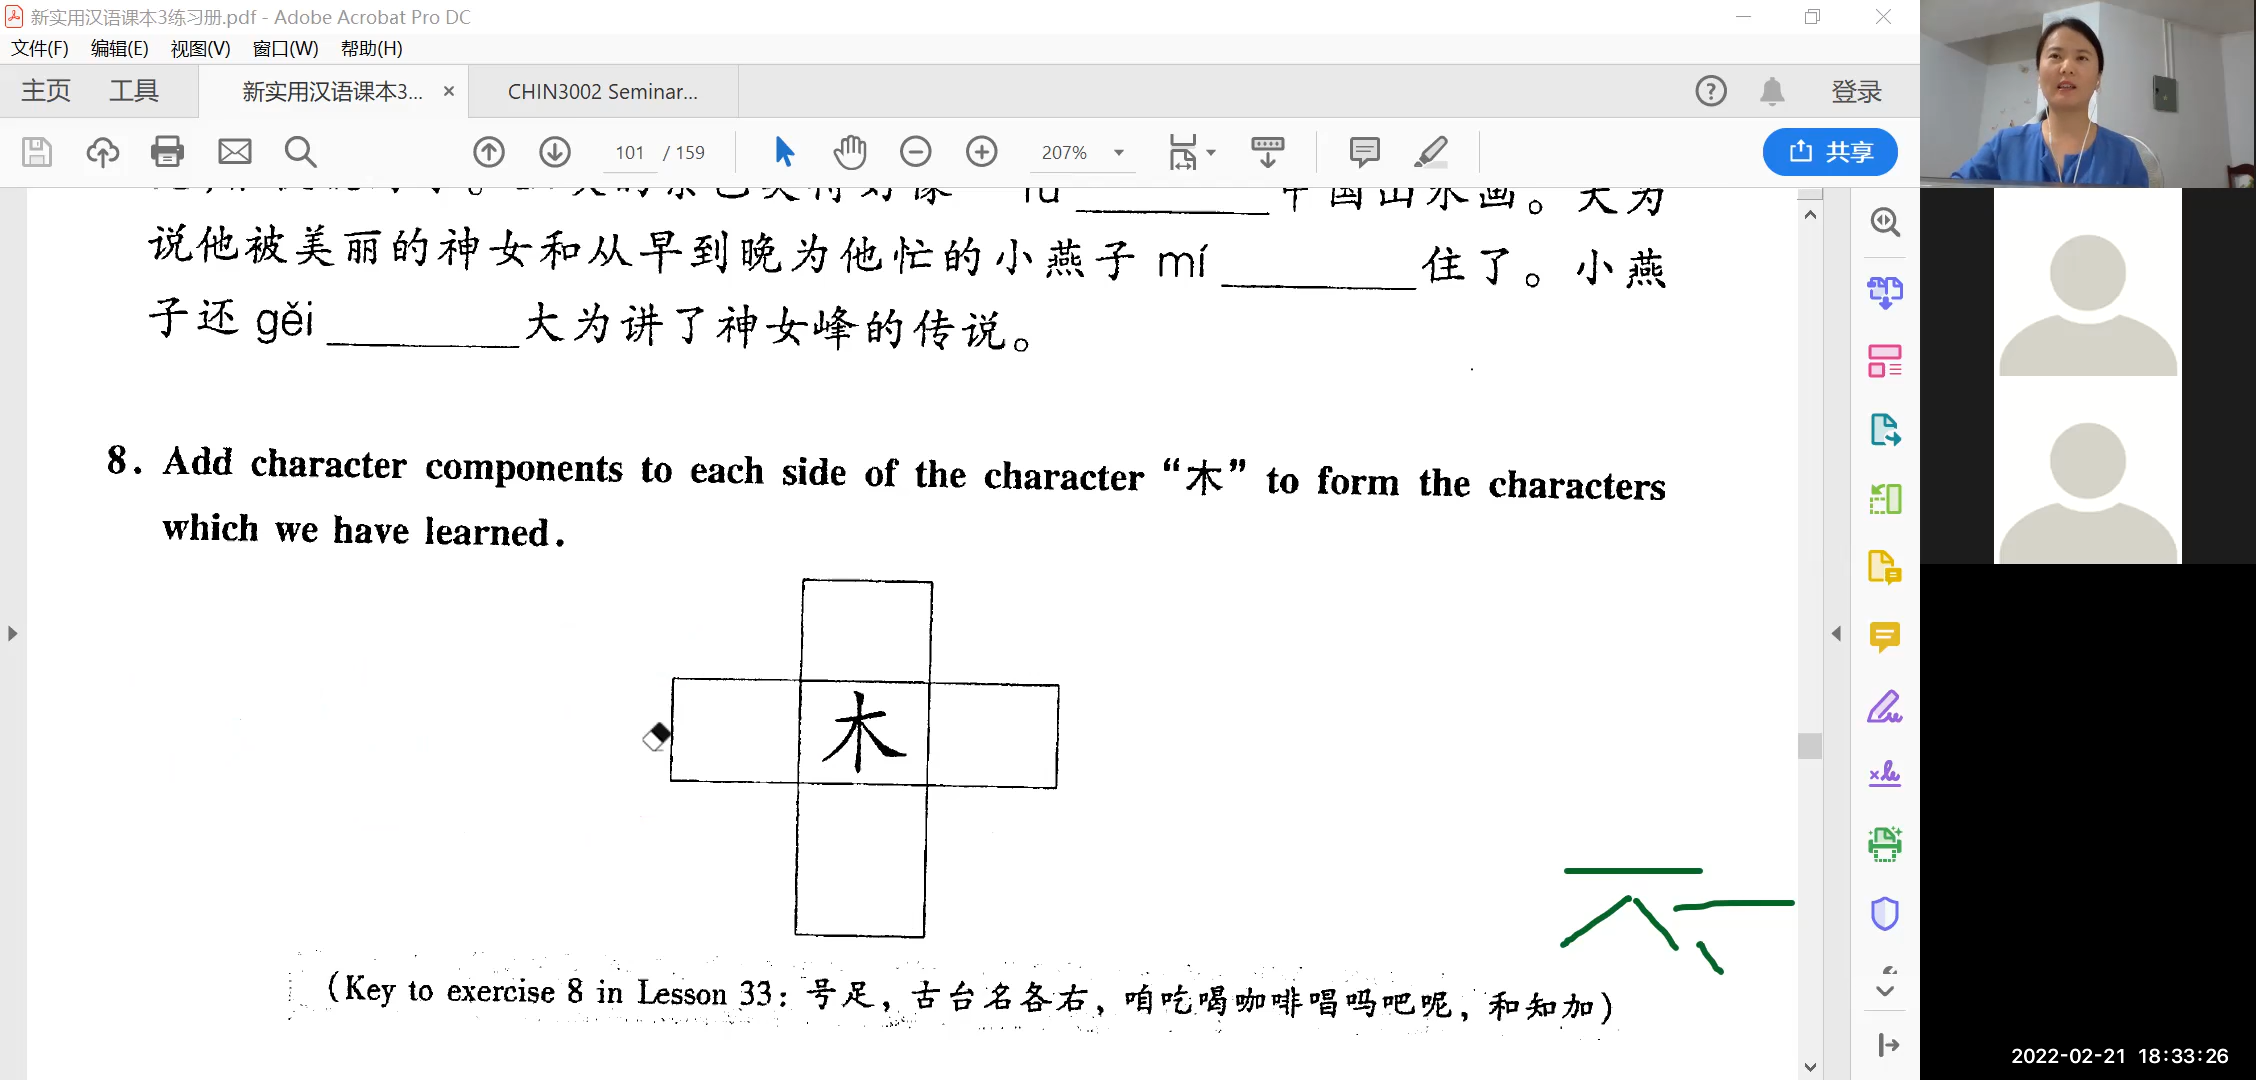 新实用汉语课本3练习册.pdf - Adobe Acrobat Pro DC
文件(F) 编辑(E) 视图(V) 窗口(W) 帮助(H)
主页 工具 新实用汉语课本3... × CHIN3002 Seminar... 登录
101 / 159 207% 共享
中国山水画。大为
说他被美丽的神女和从早到晚为他忙的小燕子 mí ________ 住了。小燕
子还 gěi ________ 大为讲了神女峰的传说。
8. Add character components to each side of the character “木” to form the characters
which we have learned.
木
(Key to exercise 8 in Lesson 33: 号足, 古台名各右, 咱吃喝咖啡唱吗吧呢, 和知加)
2022-02-21 18:33:26